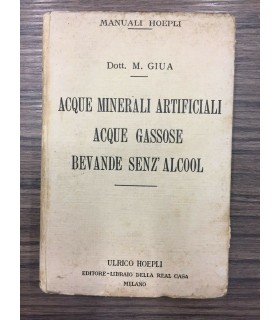 MANUALI HOEPLI
Dott. M. GIUA
ACQUE MINERALI ARTIFICIALI
ACQUE GASSOSE
BEVANDE SENZ'ALCOOL
ULRICO HOEPLI
EDITORE-LIBRAIO DELLA REAL CASA
MILANO